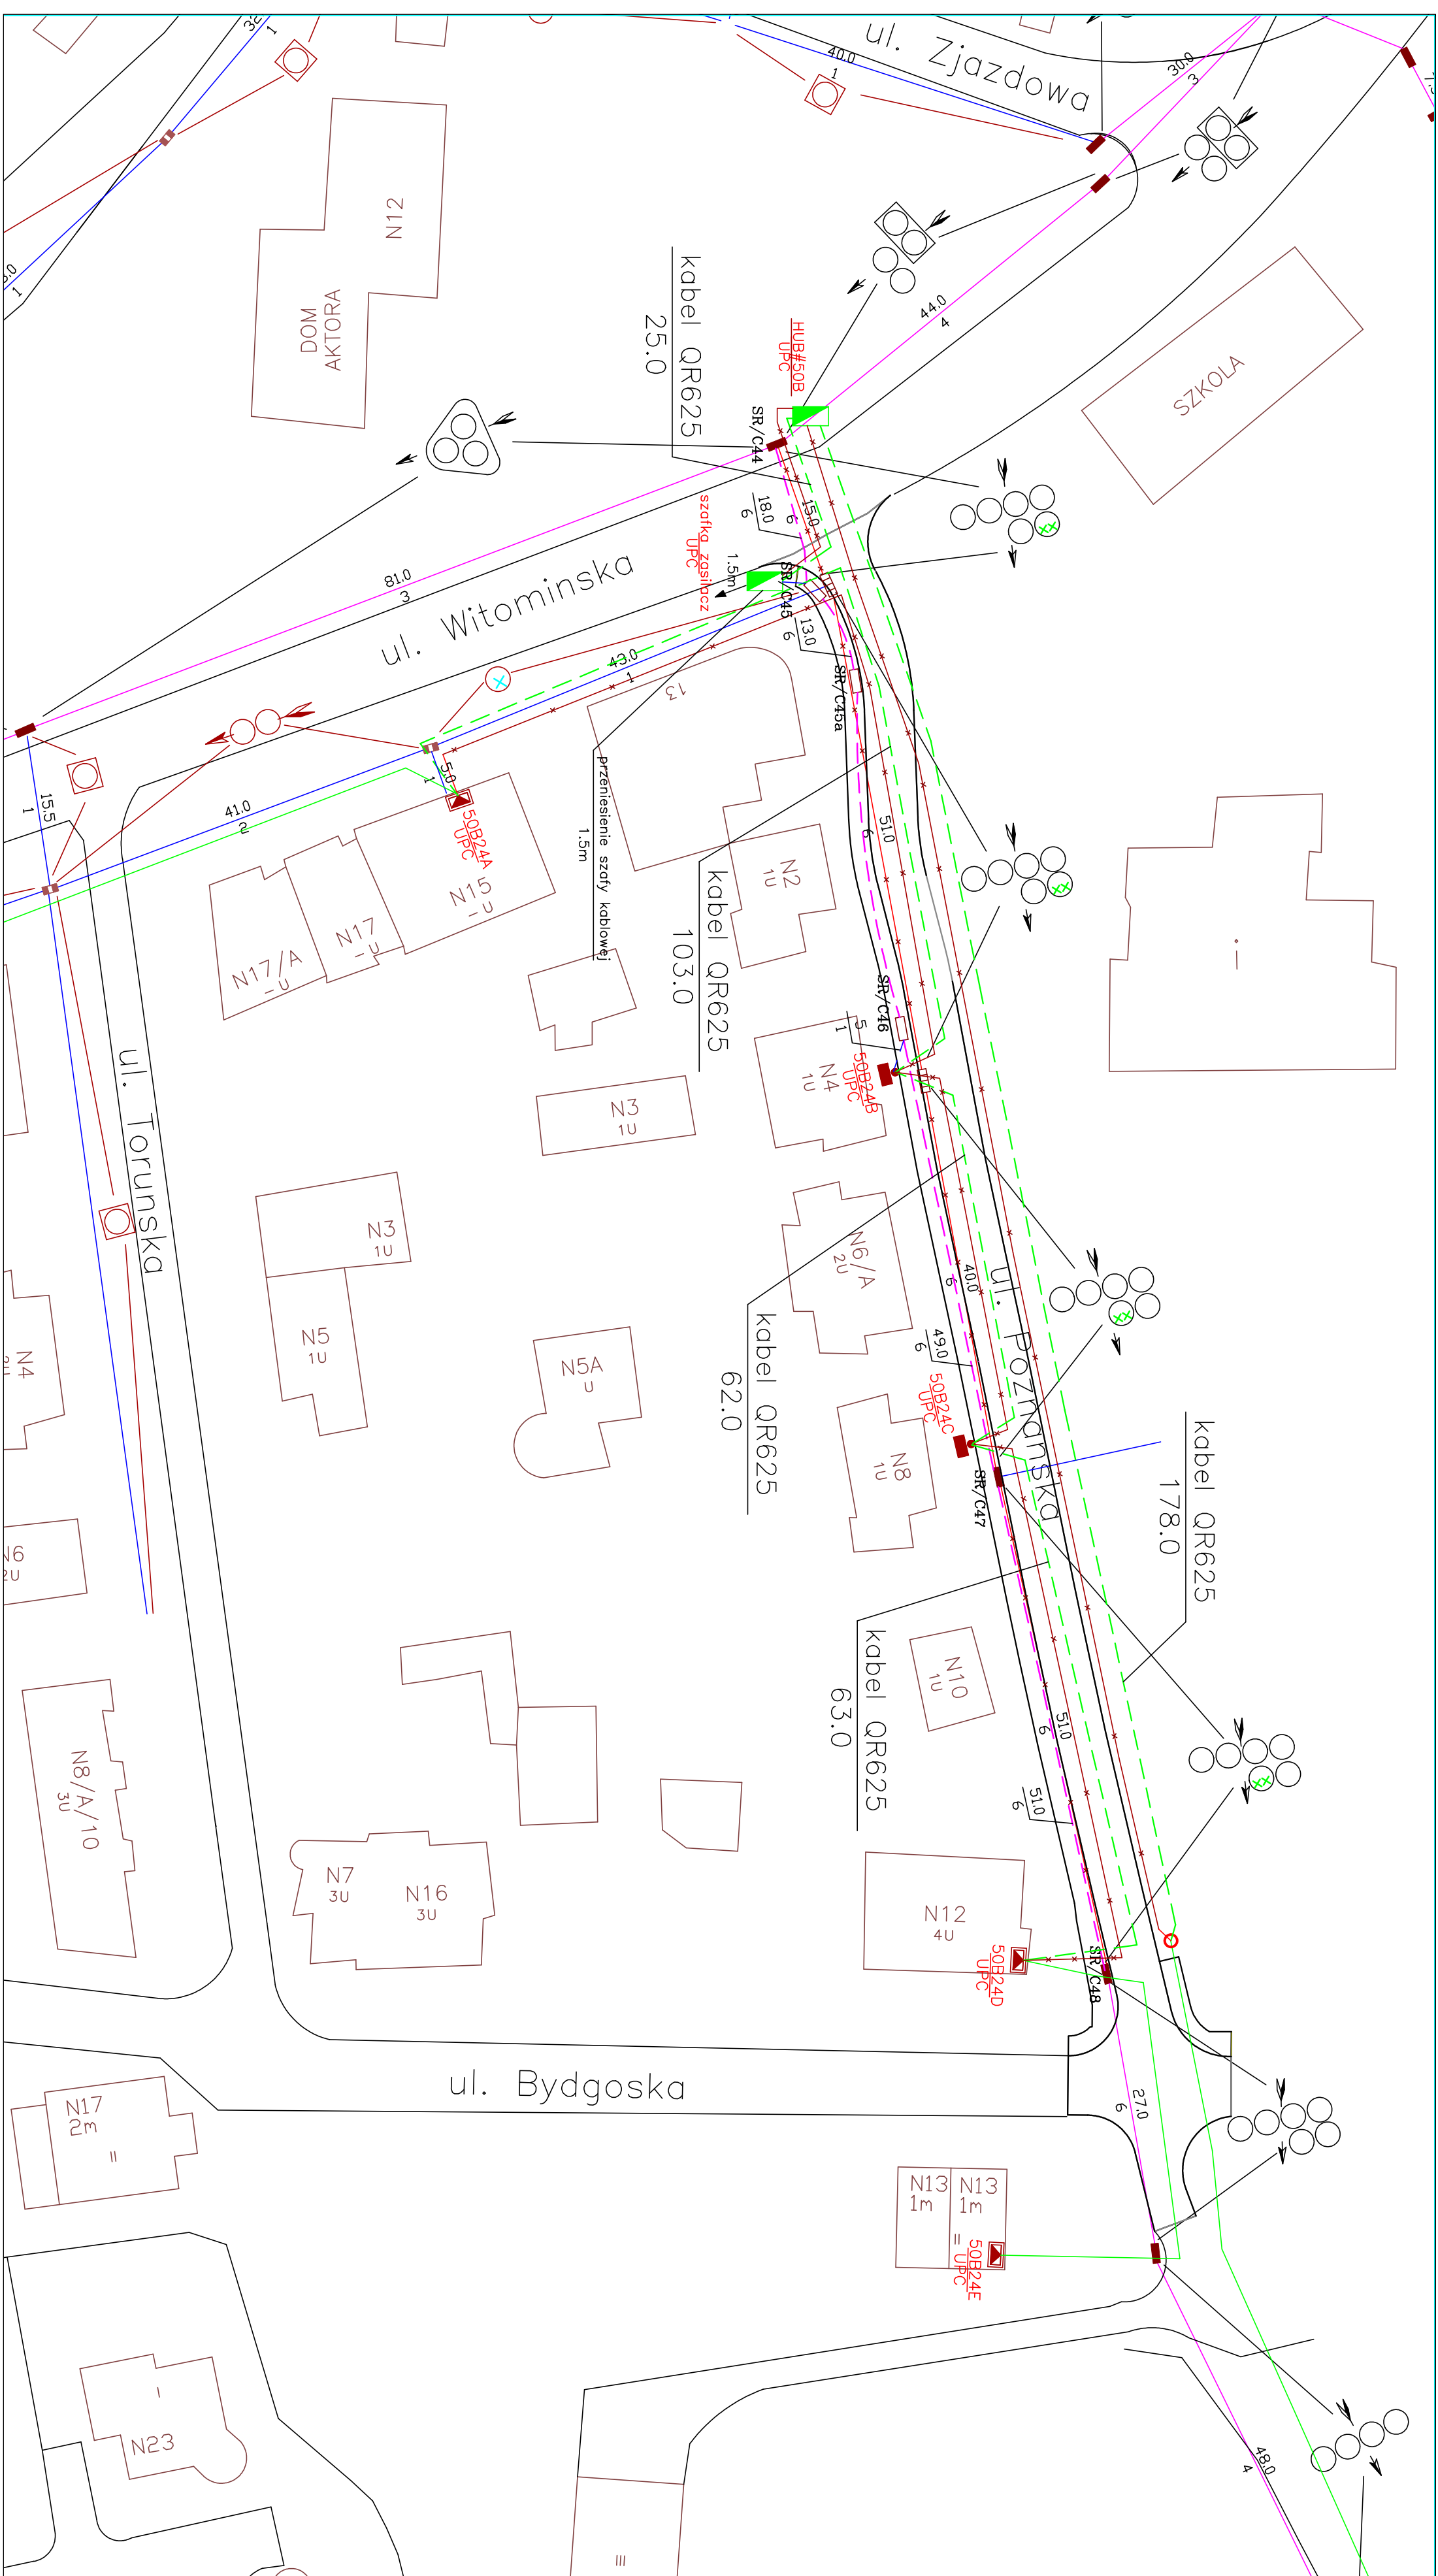 ul. Zjazdowa
40.0
1
30.0
3
1
N12
DOM
AKTORA
44.0
4
SZKOLA
kabel QR625
25.0
HUB#50B
UPC
SR/C44
15.0
6
18.0
6
szafka zasilacz
UPC
1.5m
SR/C45
13.0
6
SR/C45a
81.0
3
ul. Witominska
43.0
1
13
przeniesienie szafy kablowej
1.5m
5.0
1
50B24A
UPC
15.5
1
41.0
2
N15
-U
N17
-U
N17/A
-U
51.0
6
N2
1U
kabel QR625
103.0
SR/C46
5
1
50B24B
UPC
N4
1U
N3
1U
ul. Torunska
N3
1U
N5
1U
N5A
U
N6/A
2U
kabel QR625
62.0
40.0
6
49.0
6
ul. Poznanska
50B24C
UPC
N8
1U
SR/C47
kabel QR625
178.0
N4
N6
2U
kabel QR625
63.0
N10
1U
51.0
6
51.0
6
N8/A/10
3U
N7
3U
N16
3U
N12
4U
50B24D
UPC
SR/C48
ul. Bydgoska
27.0
6
N17
2m
II
N13
1m
N13
1m
II
50B24E
UPC
I
N23
48.0
4
III